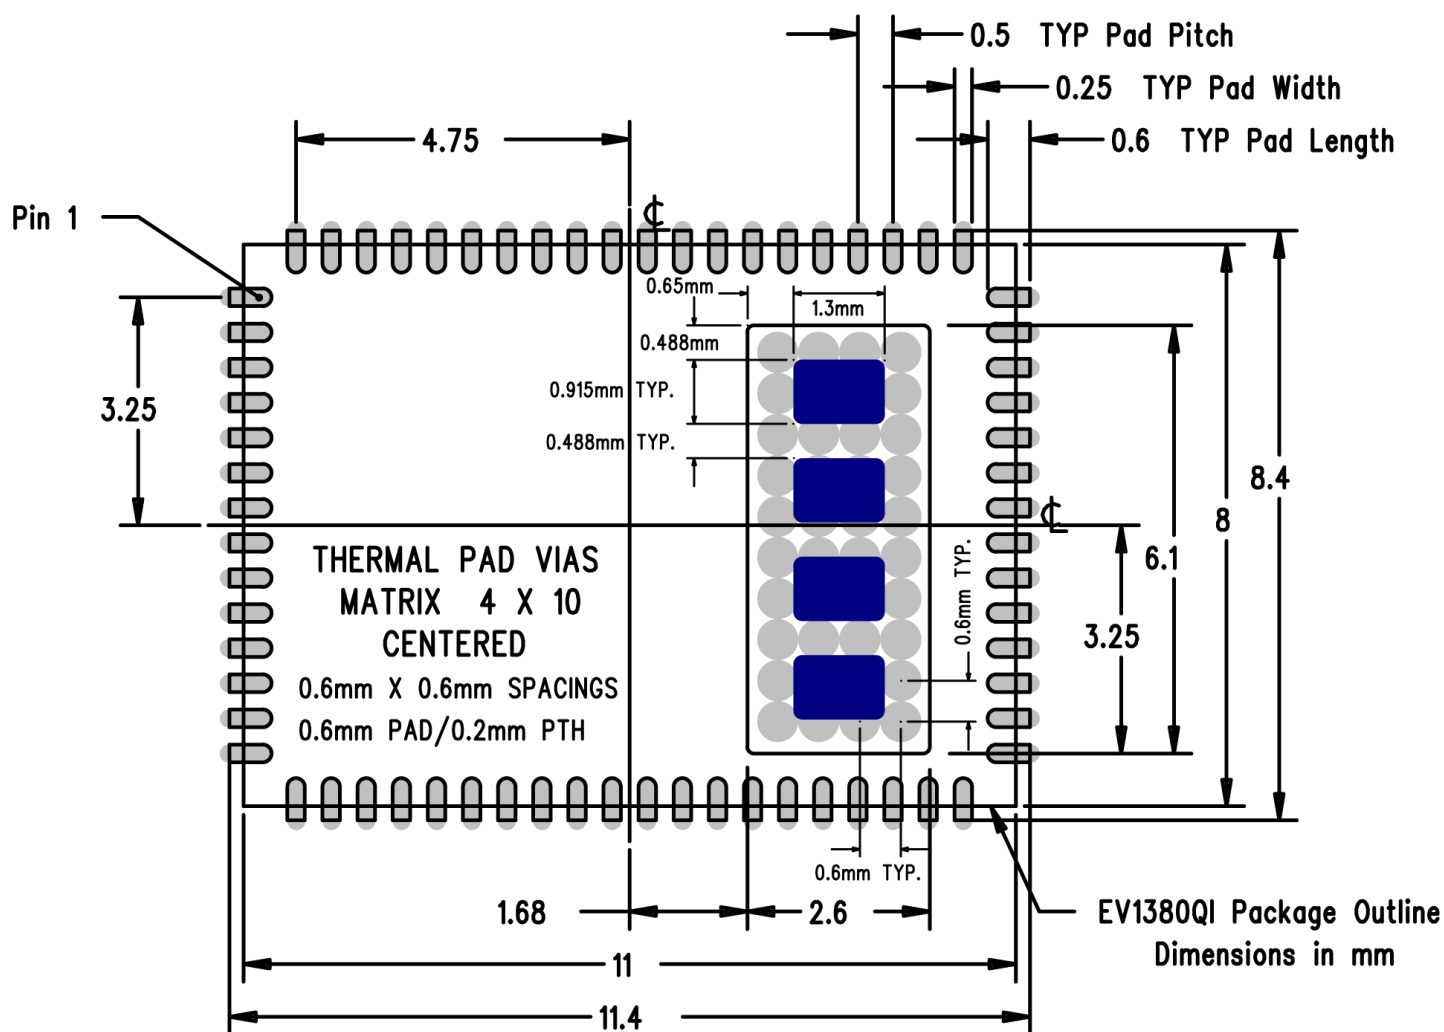 0.5 TYP Pad Pitch
0.25 TYP Pad Width
4.75
0.6 TYP Pad Length
Pin 1
℄
0.65mm
1.3mm
0.488mm
0.915mm TYP.
3.25
0.488mm TYP.
8.4
℄
8
THERMAL PAD VIAS
MATRIX 4 X 10
CENTERED
0.6mm X 0.6mm SPACINGS
0.6mm PAD/0.2mm PTH
0.6mm TYP.
6.1
3.25
0.6mm TYP.
1.68
2.6
EV1380QI Package Outline
Dimensions in mm
11
11.4